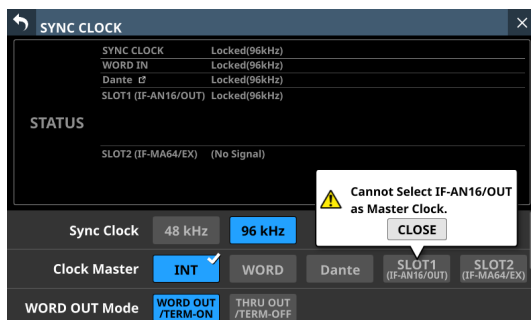 SYNC CLOCK
SYNC CLOCK Locked(96kHz)
WORD IN Locked(96kHz)
Dante Locked(96kHz)
SLOT1 (IF-AN16/OUT) Locked(96kHz)
STATUS
SLOT2 (IF-MA64/EX) (No Signal)
Cannot Select IF-AN16/OUT
as Master Clock.
CLOSE
Sync Clock 48 kHz 96 kHz
Clock Master INT WORD Dante SLOT1 (IF-AN16/OUT) SLOT2 (IF-MA64/EX)
WORD OUT Mode WORD OUT /TERM-ON THRU OUT /TERM-OFF